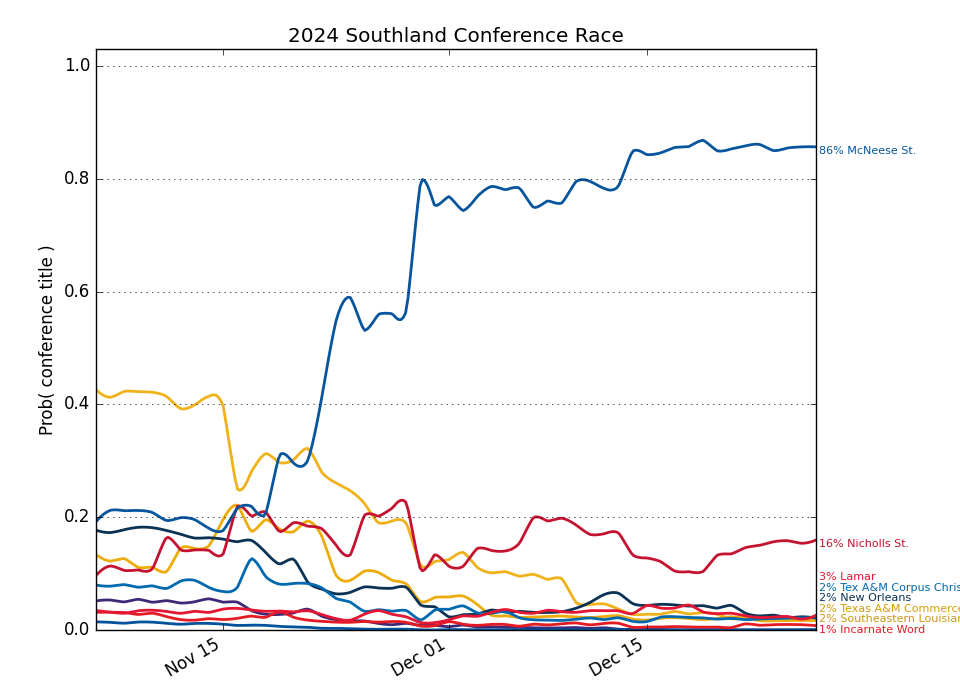 2024 Southland Conference Race
Prob( conference title )
1.0
0.8
0.6
0.4
0.2
0.0
Nov 15
Dec 01
Dec 15
86% McNeese St.
16% Nicholls St.
3% Lamar
2% Tex A&M Corpus Chris
2% New Orleans
2% Texas A&M Commerce
2% Southeastern Louisian
1% Incarnate Word